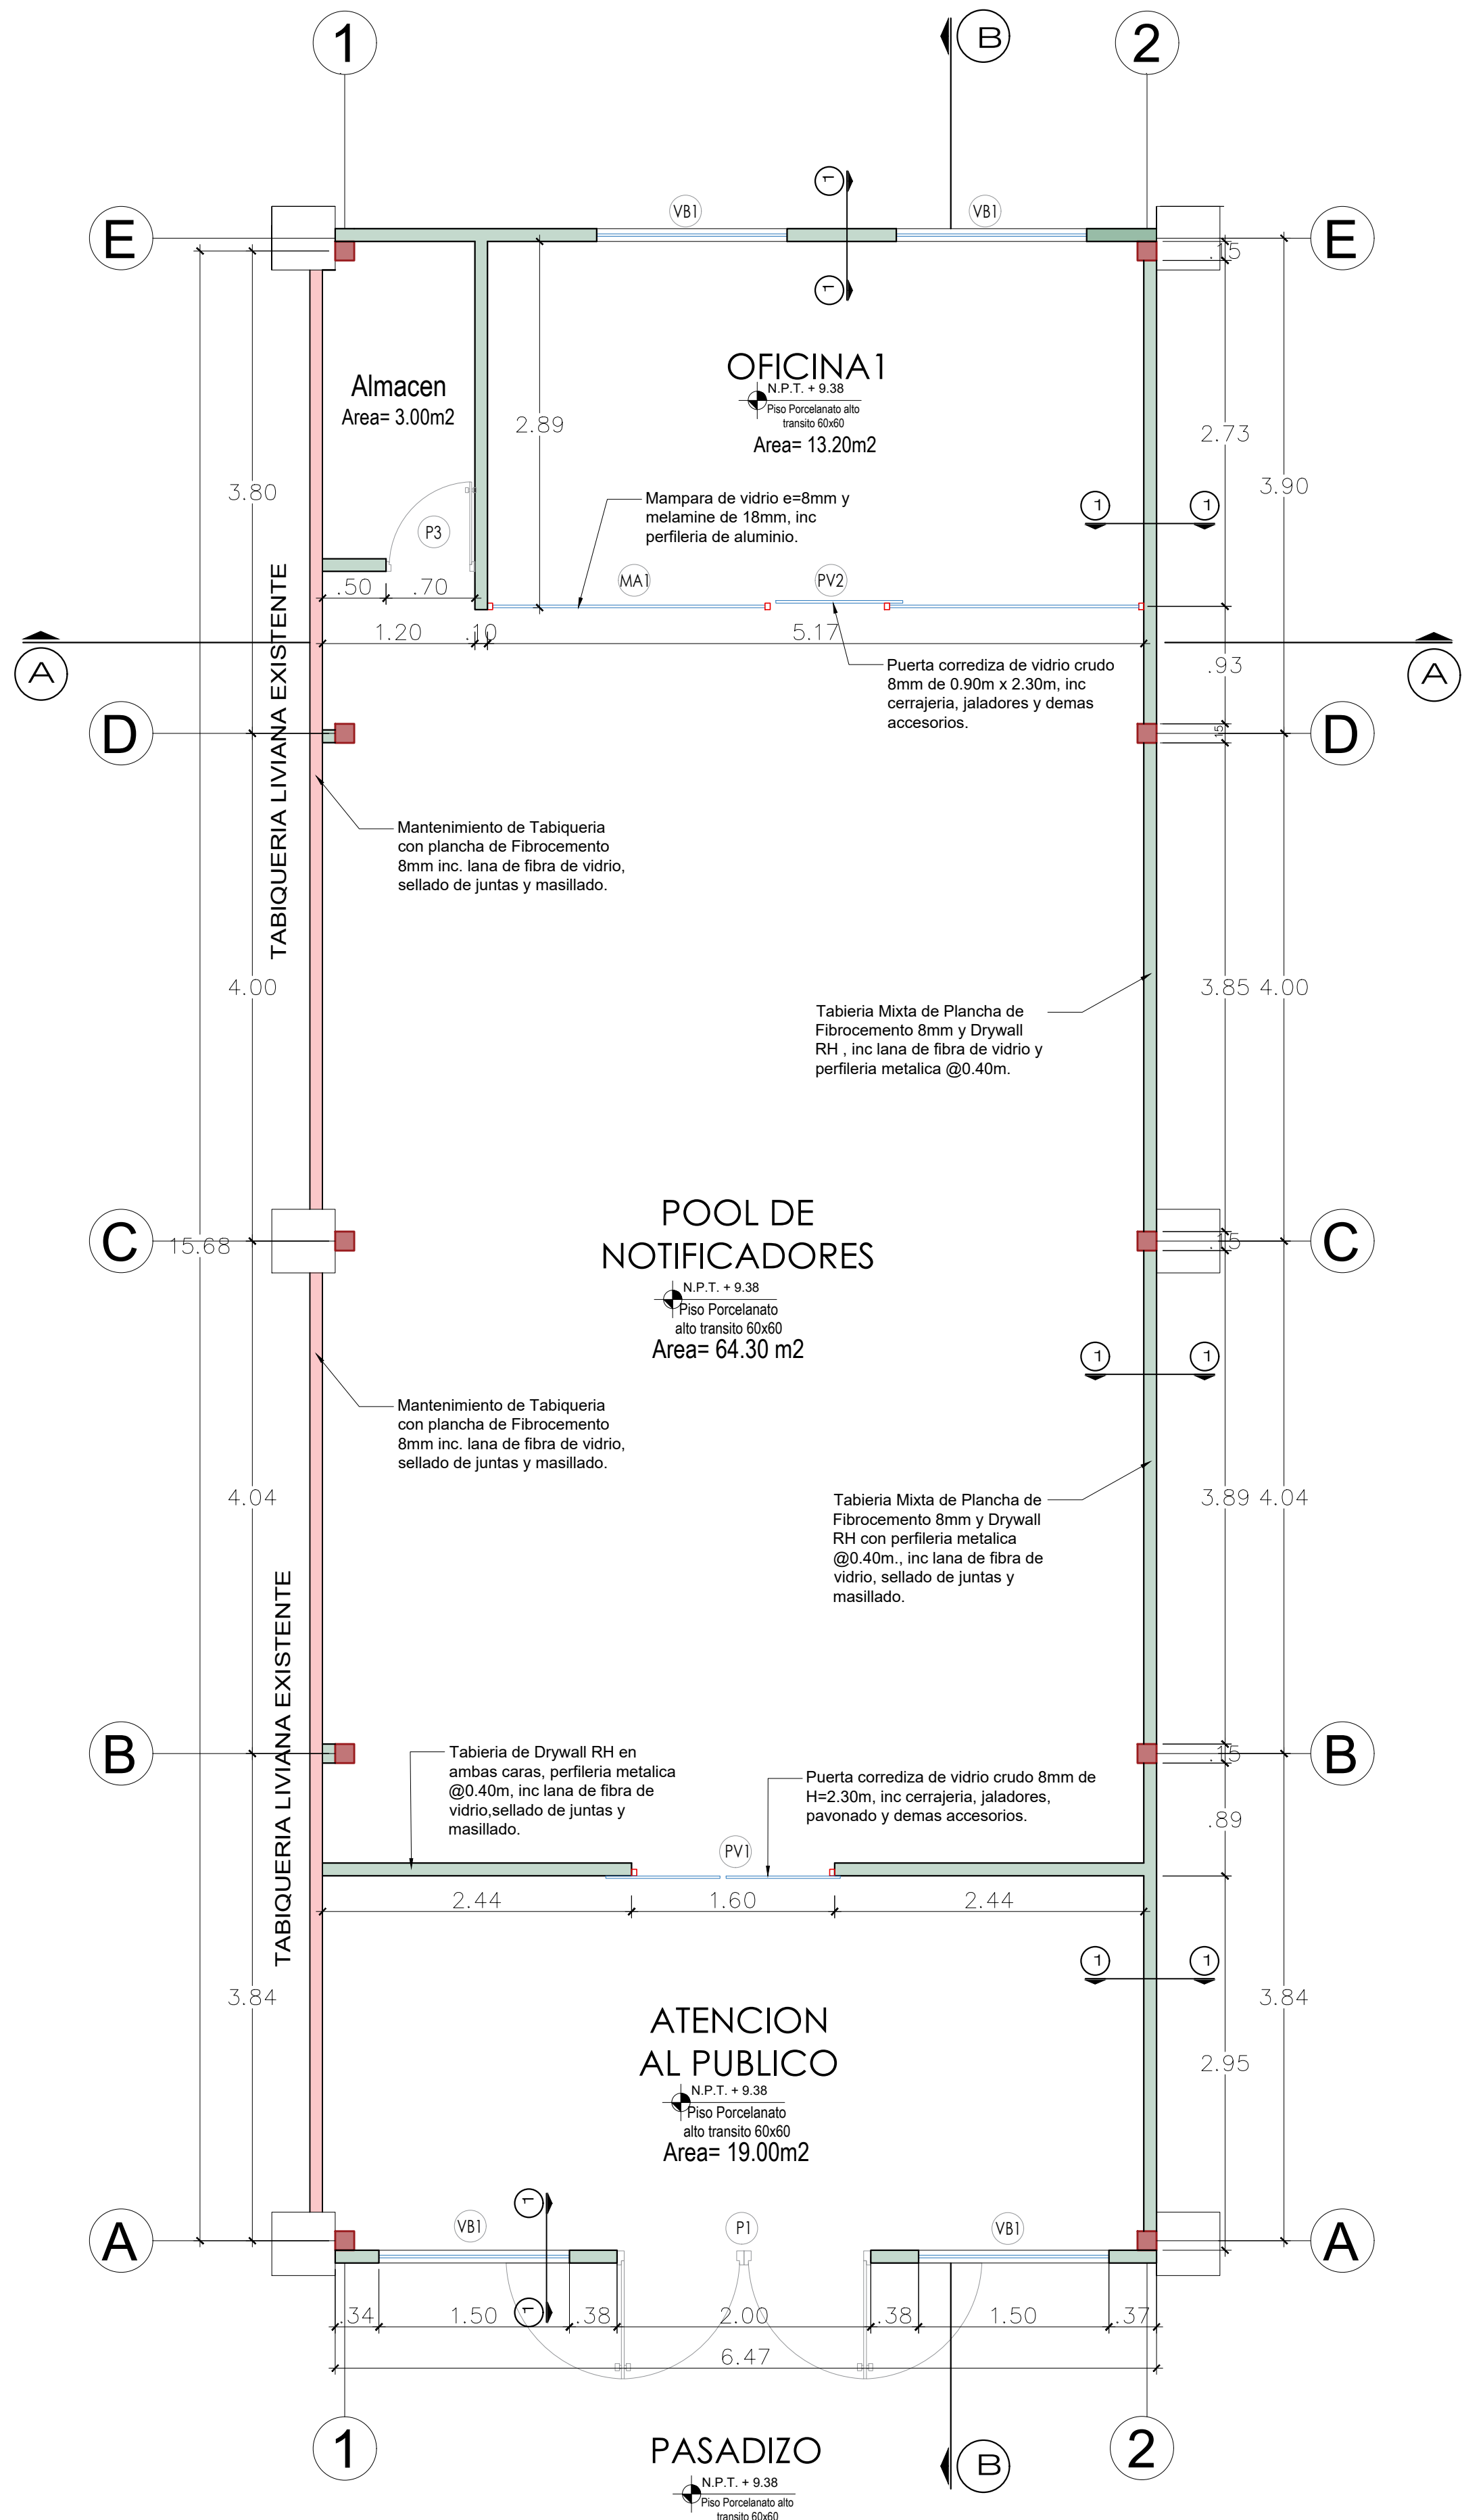 1
B
2
VB1
1
VB1
E
E
.15
1
OFICINA1
N.P.T. + 9.38
Piso Porcelanato alto
transito 60x60
Area= 13.20m2
Almacen
Area= 3.00m2
2.89
2.73
3.80
3.90
Mampara de vidrio e=8mm y
melamine de 18mm, inc
perfileria de aluminio.
1
1
P3
MA1
PV2
.50
.70
1.20
.10
5.17
A
A
Puerta corrediza de vidrio crudo
8mm de 0.90m x 2.30m, inc
cerrajeria, jaladores y demas
accesorios.
.93
TABIQUERIA LIVIANA EXISTENTE
D
D
.15
Mantenimiento de Tabiqueria
con plancha de Fibrocemento
8mm inc. lana de fibra de vidrio,
sellado de juntas y masillado.
4.00
3.85
4.00
Tabieria Mixta de Plancha de
Fibrocemento 8mm y Drywall
RH , inc lana de fibra de vidrio y
perfileria metalica @0.40m.
POOL DE
NOTIFICADORES
N.P.T. + 9.38
Piso Porcelanato
alto transito 60x60
Area= 64.30 m2
C
15.68
.15
C
1
1
Mantenimiento de Tabiqueria
con plancha de Fibrocemento
8mm inc. lana de fibra de vidrio,
sellado de juntas y masillado.
4.04
3.89
4.04
Tabieria Mixta de Plancha de
Fibrocemento 8mm y Drywall
RH con perfileria metalica
@0.40m., inc lana de fibra de
vidrio, sellado de juntas y
masillado.
TABIQUERIA LIVIANA EXISTENTE
B
.15
B
Tabieria de Drywall RH en
ambas caras, perfileria metalica
@0.40m, inc lana de fibra de
vidrio,sellado de juntas y
masillado.
Puerta corrediza de vidrio crudo 8mm de
H=2.30m, inc cerrajeria, jaladores,
pavonado y demas accesorios.
.89
PV1
2.44
1.60
2.44
1
1
3.84
3.84
ATENCION
AL PUBLICO
N.P.T. + 9.38
Piso Porcelanato
alto transito 60x60
Area= 19.00m2
2.95
1
VB1
P1
VB1
A
A
.34
1.50
1
.38
2.00
.38
1.50
.37
6.47
1
PASADIZO
N.P.T. + 9.38
Piso Porcelanato alto
transito 60x60
B
2